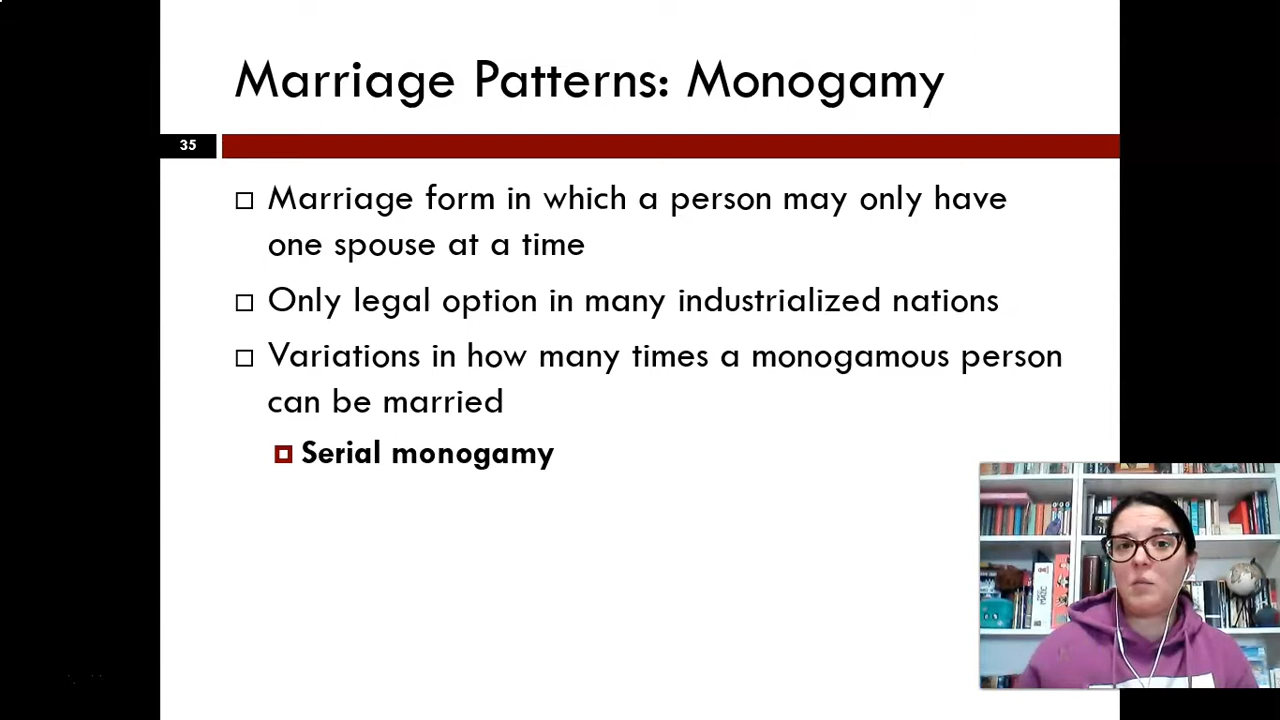 Marriage Patterns: Monogamy
35
Marriage form in which a person may only have
one spouse at a time
Only legal option in many industrialized nations
Variations in how many times a monogamous person
can be married
Serial monogamy